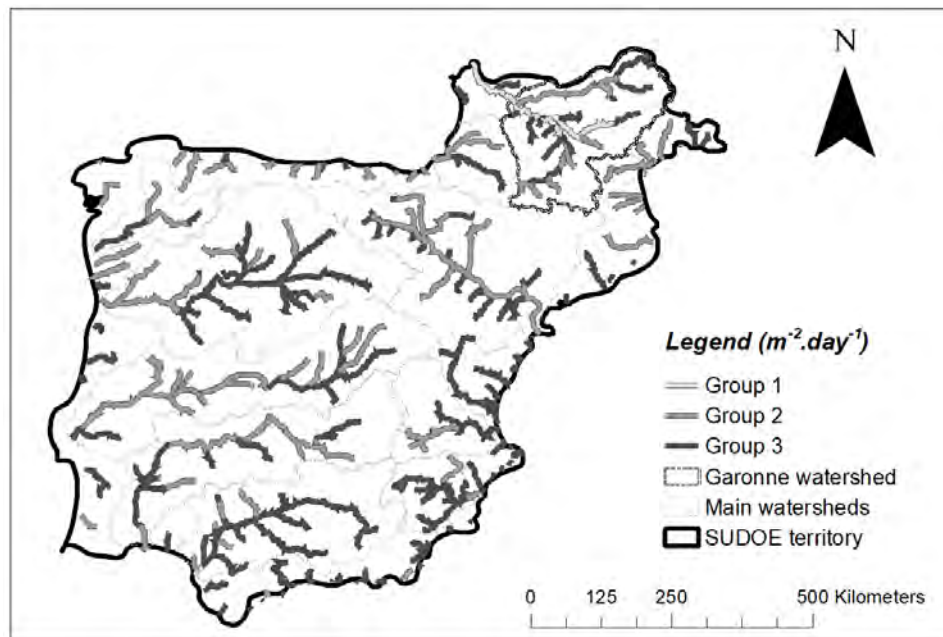 N
Legend (m⁻².day⁻¹)
Group 1
Group 2
Group 3
Garonne watershed
Main watersheds
SUDOE territory
0 125 250 500 Kilometers